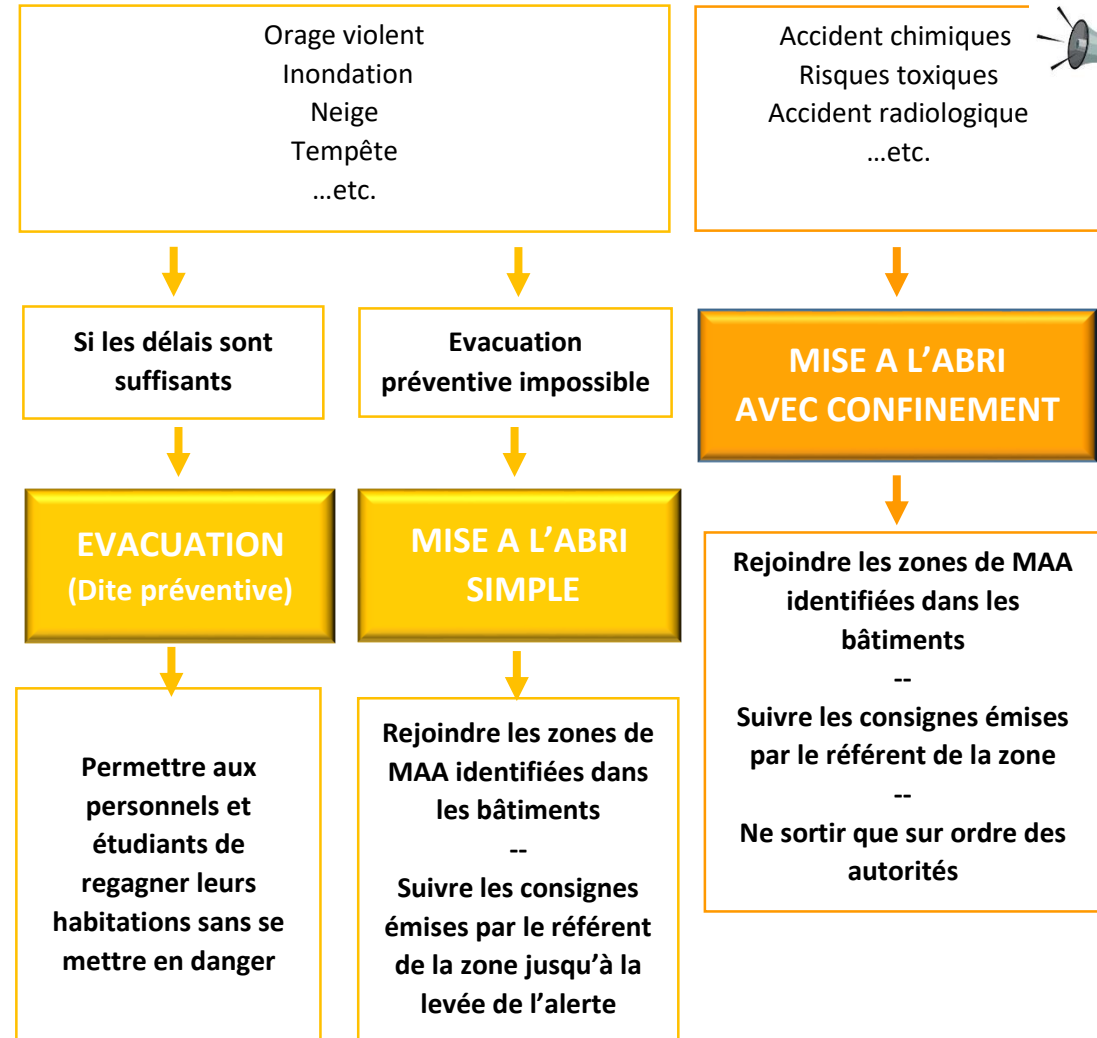 Orage violent
Inondation
Neige
Tempête
…etc.
Accident chimiques
Risques toxiques
Accident radiologique
…etc.
Si les délais sont
suffisants
Evacuation
préventive impossible
MISE A L’ABRI
AVEC CONFINEMENT
EVACUATION
(Dite préventive)
MISE A L’ABRI
SIMPLE
Rejoindre les zones de MAA
identifiées dans les
bâtiments
--
Suivre les consignes émises
par le référent de la zone
--
Ne sortir que sur ordre des
autorités
Permettre aux
personnels et
étudiants de
regagner leurs
habitations sans se
mettre en danger
Rejoindre les zones de
MAA identifiées dans
les bâtiments
--
Suivre les consignes
émises par le référent
de la zone jusqu’à la
levée de l’alerte